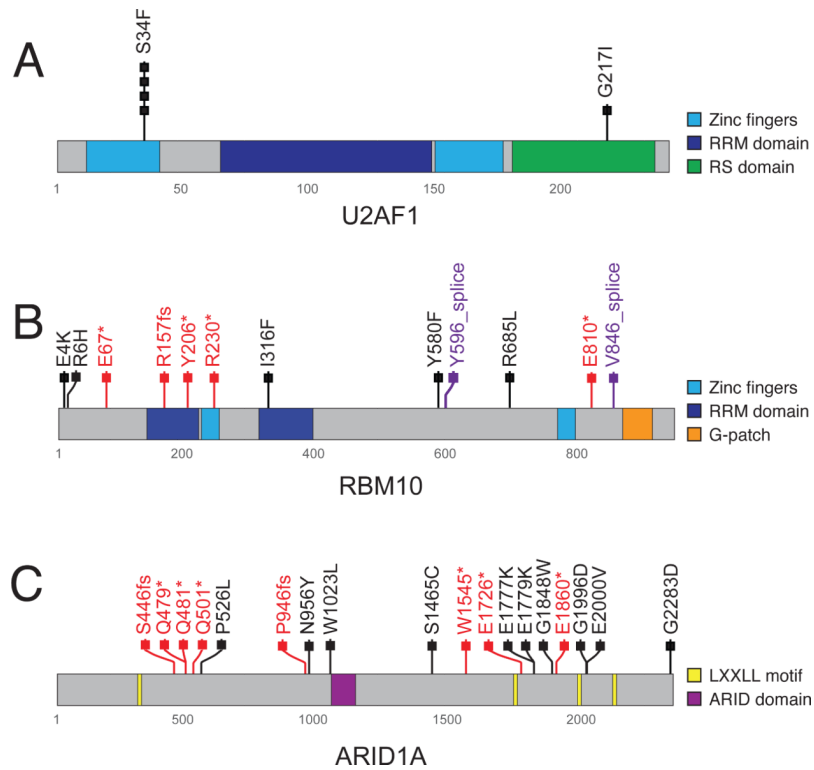 A
S34F
G217I
Zinc fingers
RRM domain
RS domain
1 50 100 150 200
U2AF1
B
E4K
R6H
E67*
R157fs
Y206*
R230*
I316F
Y580F
Y596_splice
R685L
E810*
V846_splice
Zinc fingers
RRM domain
G-patch
1 200 400 600 800
RBM10
C
S446fs
Q479*
Q481*
Q501*
P526L
P946fs
N956Y
W1023L
S1465C
W1545*
E1726*
E1777K
E1779K
G1848W
E1860*
G1996D
E2000V
G2283D
LXXLL motif
ARID domain
1 500 1000 1500 2000
ARID1A